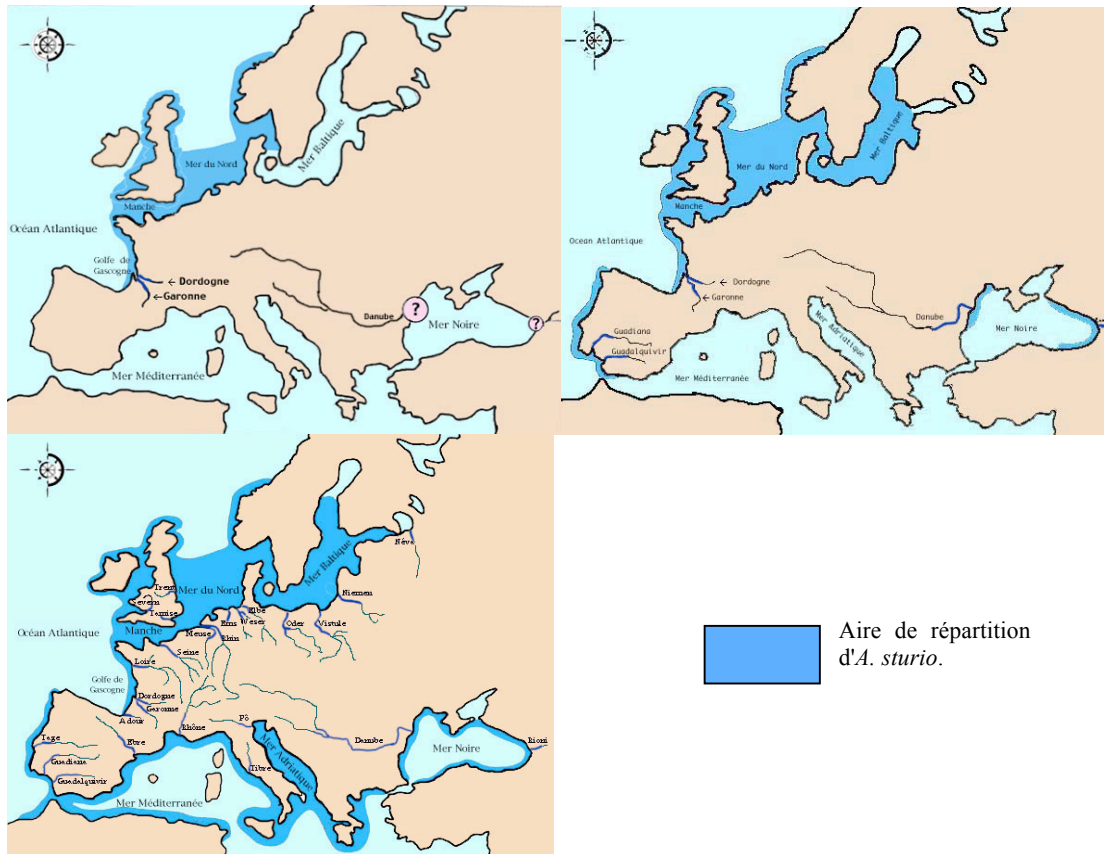 Mer Baltique
Mer du Nord
Manche
Océan Atlantique
Golfe de
Gascogne
← Dordogne
← Garonne
Danube
?
?
Mer Noire
Mer Méditerranée
Mer Baltique
Mer du Nord
Manche
Ocean Atlantique
← Dordogne
← Garonne
Danube
Mer Noire
Mer Adriatique
Guadiana
Guadalquivir
Mer Méditerranée
Mer Baltique
Néva
Mer du Nord
Niemen
Trent
Severn
Tamise
Elbe
Ems
Weser
Oder
Vistule
Océan Atlantique
Manche
Meuse
Rhin
Seine
Loire
Golfe de
Gascogne
Dordogne
Garonne
Adour
Rhône
Pô
Danube
Mer Noire
Rioni
Tage
Ebre
Mer Adriatique
Guadiana
Tibre
Guadalquivir
Mer Méditerranée
Aire de répartition
d'A. sturio.